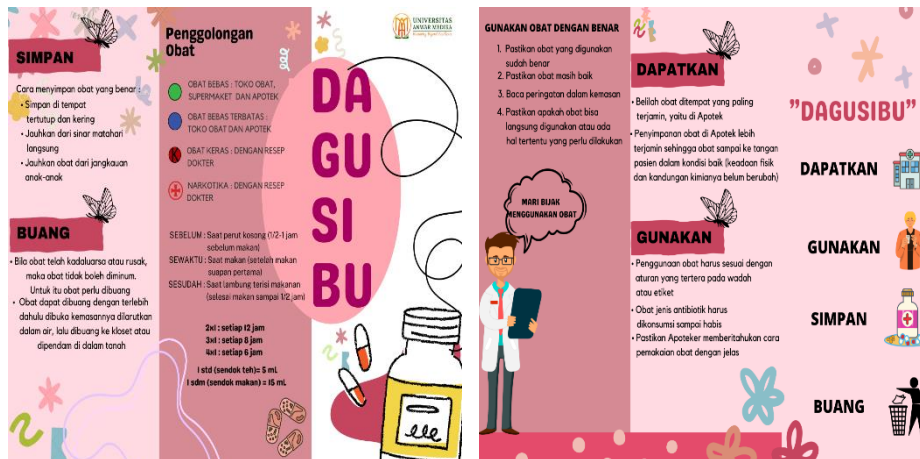 SIMPAN
Cara menyimpan obat yang benar :
• Simpan di tempat
tertutup dan kering
• Jauhkan dari sinar matahari
langsung
• Jauhkan obat dari jangkauan
anak-anak
BUANG
• Bila obat telah kadaluarsa atau rusak,
maka obat tidak boleh diminum.
Untuk itu obat perlu dibuang
• Obat dapat dibuang dengan terlebih
dahulu dibuka kemasannya dilarutkan
dalam air, lalu dibuang ke kloset atau
dipendam di dalam tanah
Penggolongan
Obat
OBAT BEBAS : TOKO OBAT,
SUPERMAKET DAN APOTEK
OBAT BEBAS TERBATAS :
TOKO OBAT DAN APOTEK
K
OBAT KERAS : DENGAN RESEP
DOKTER
NARKOTIKA : DENGAN RESEP
DOKTER
SEBELUM : Saat perut kosong (1/2-1 jam
sebelum makan)
SEWAKTU : Saat makan (setelah makan
suapan pertama)
SESUDAH : Saat lambung terisi makanan
(selesai makan sampai 1/2 jam)
2x1 : setiap 12 jam
3x1 : setiap 8 jam
4x1 : setiap 6 jam
1 std (sendok teh)= 5 mL
1 sdm (sendok makan) = 15 mL
UNIVERSITAS
ANWAR MEDIKA
DA
GU
SI
BU
GUNAKAN OBAT DENGAN BENAR
1. Pastikan obat yang digunakan
sudah benar
2. Pastikan obat masih baik
3. Baca peringatan dalam kemasan
4. Pastikan apakah obat bisa
langsung digunakan atau ada
hal tertentu yang perlu dilakukan
MARI BIJAK
MENGGUNAKAN OBAT
DAPATKAN
• Belilah obat ditempat yang paling
terjamin, yaitu di Apotek
• Penyimpanan obat di Apotek lebih
terjamin sehingga obat sampai ke tangan
pasien dalam kondisi baik (keadaan fisik
dan kandungan kimianya belum berubah)
GUNAKAN
• Penggunaan obat harus sesuai dengan
aturan yang tertera pada wadah
atau etiket
• Obat jenis antibiotik harus
dikonsumsi sampai habis
• Pastikan Apoteker memberitahukan cara
pemakaian obat dengan jelas
"DAGUSIBU"
DAPATKAN
GUNAKAN
SIMPAN
BUANG